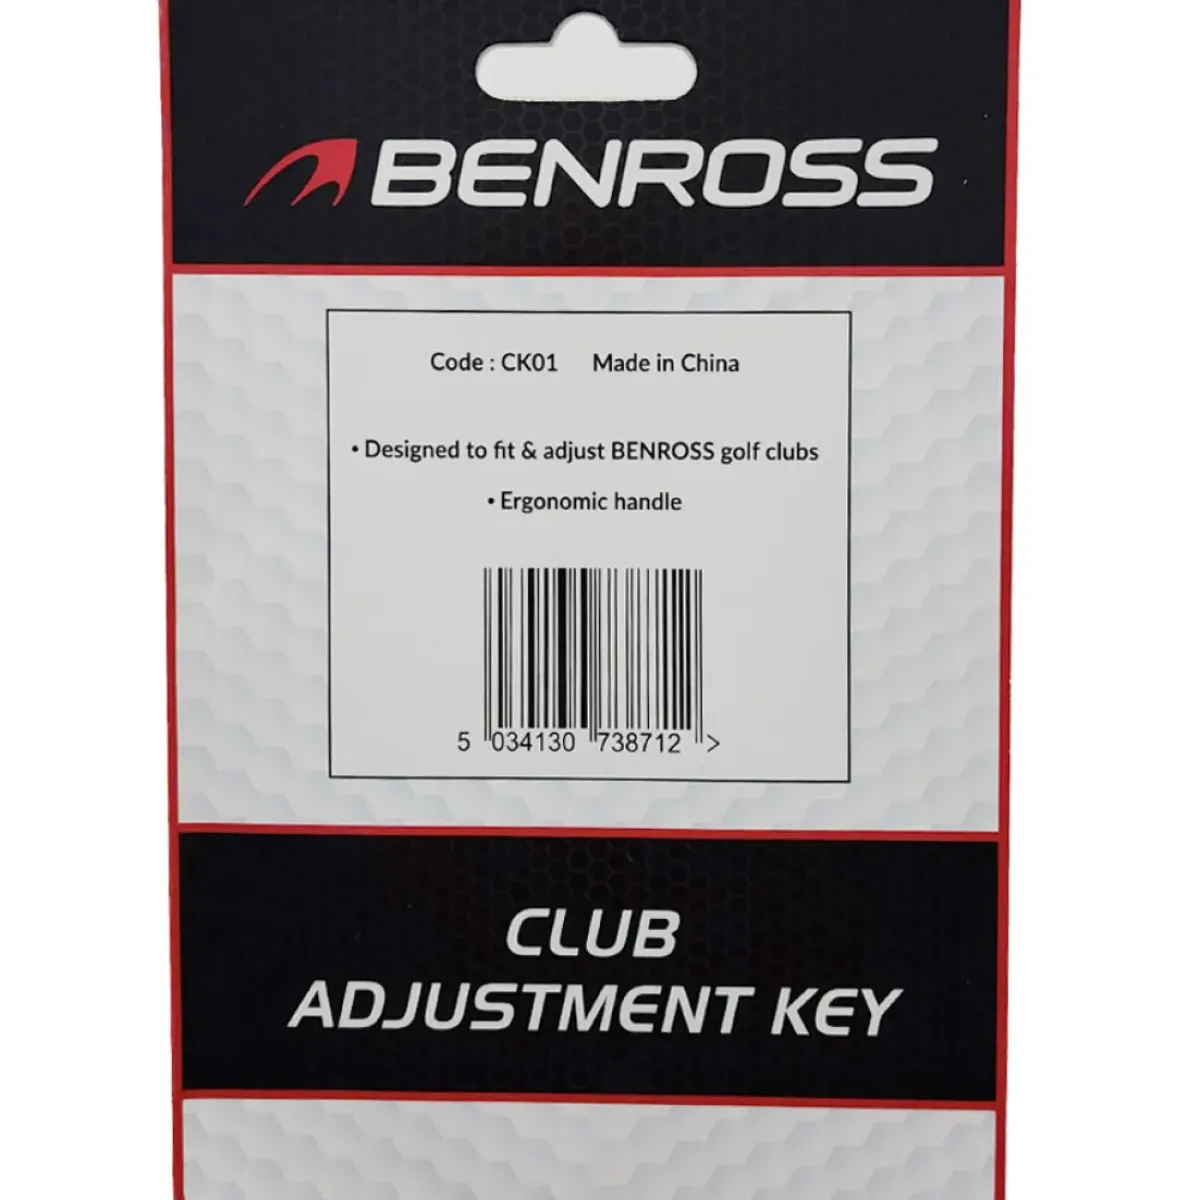 BENROSS
Code : CK01 Made in China
• Designed to fit & adjust BENROSS golf clubs
• Ergonomic handle
5 034130 738712 >
CLUB
ADJUSTMENT KEY